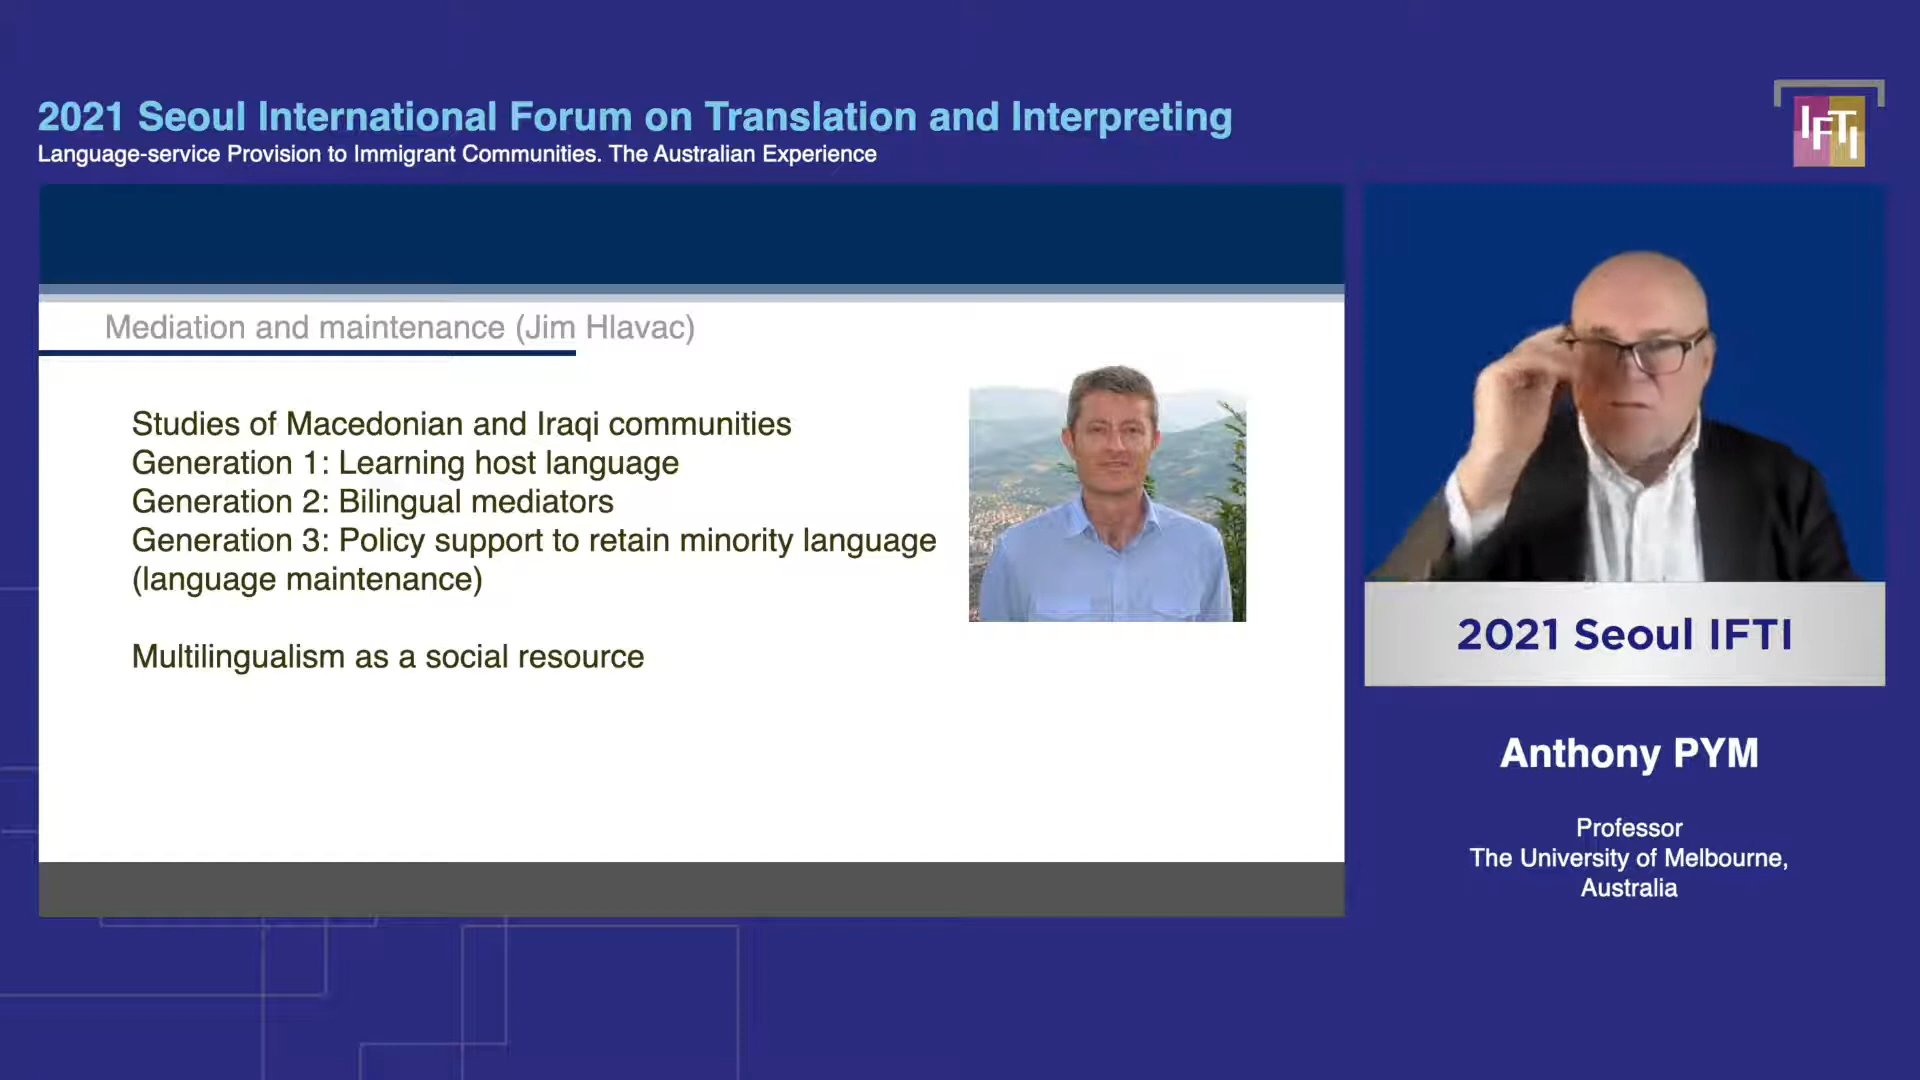 2021 Seoul International Forum on Translation and Interpreting
Language-service Provision to Immigrant Communities. The Australian Experience
IFTI
Mediation and maintenance (Jim Hlavac)
Studies of Macedonian and Iraqi communities
Generation 1: Learning host language
Generation 2: Bilingual mediators
Generation 3: Policy support to retain minority language
(language maintenance)
Multilingualism as a social resource
2021 Seoul IFTI
Anthony PYM
Professor
The University of Melbourne,
Australia